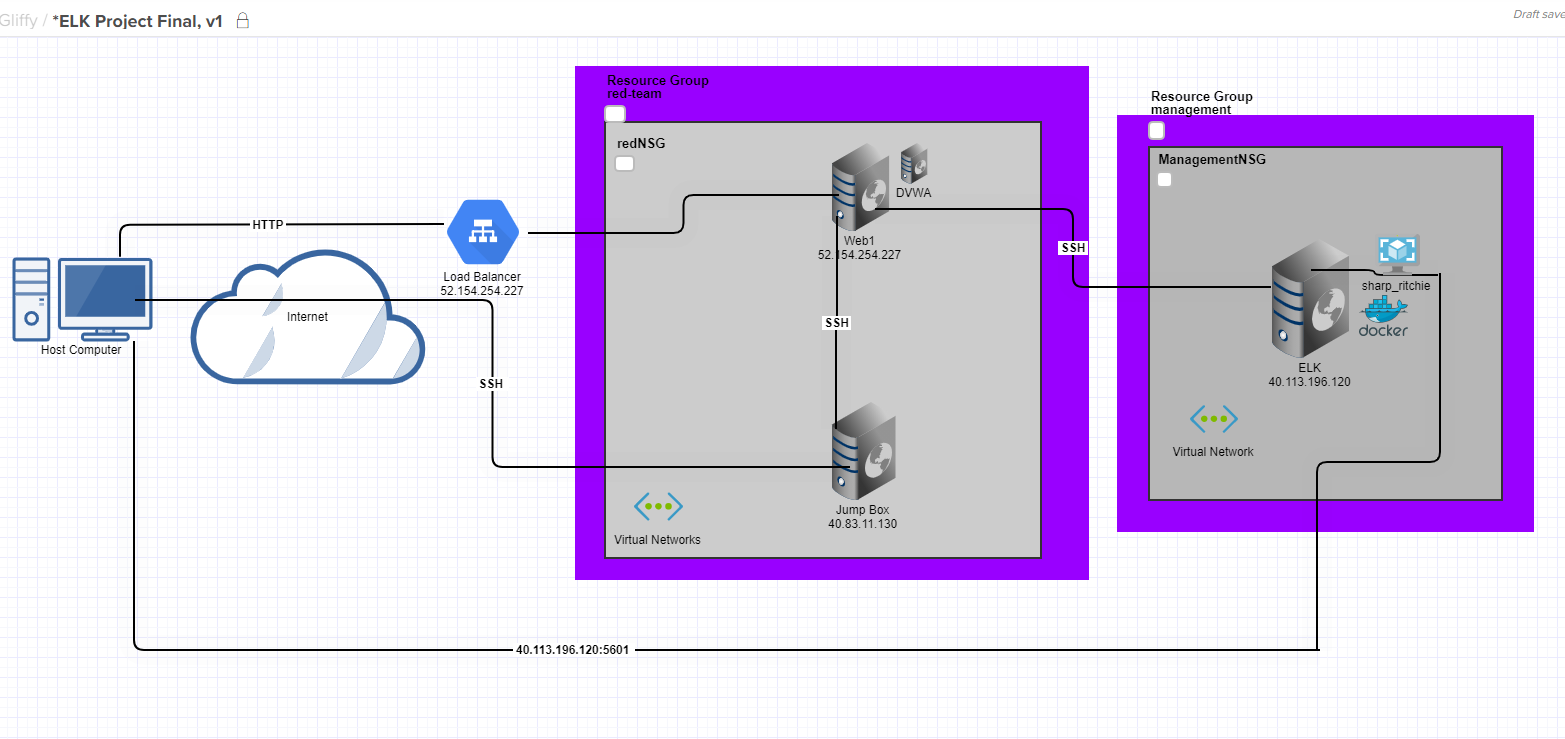 Gliffy / *ELK Project Final, v1
Draft save
Resource Group
red-team
redNSG
DVWA
Web1
52.154.254.227
SSH
Jump Box
40.83.11.130
Virtual Networks
Resource Group
management
ManagementNSG
SSH
sharp_ritchie
docker
ELK
40.113.196.120
Virtual Network
HTTP
Load Balancer
52.154.254.227
Internet
Host Computer
SSH
40.113.196.120:5601